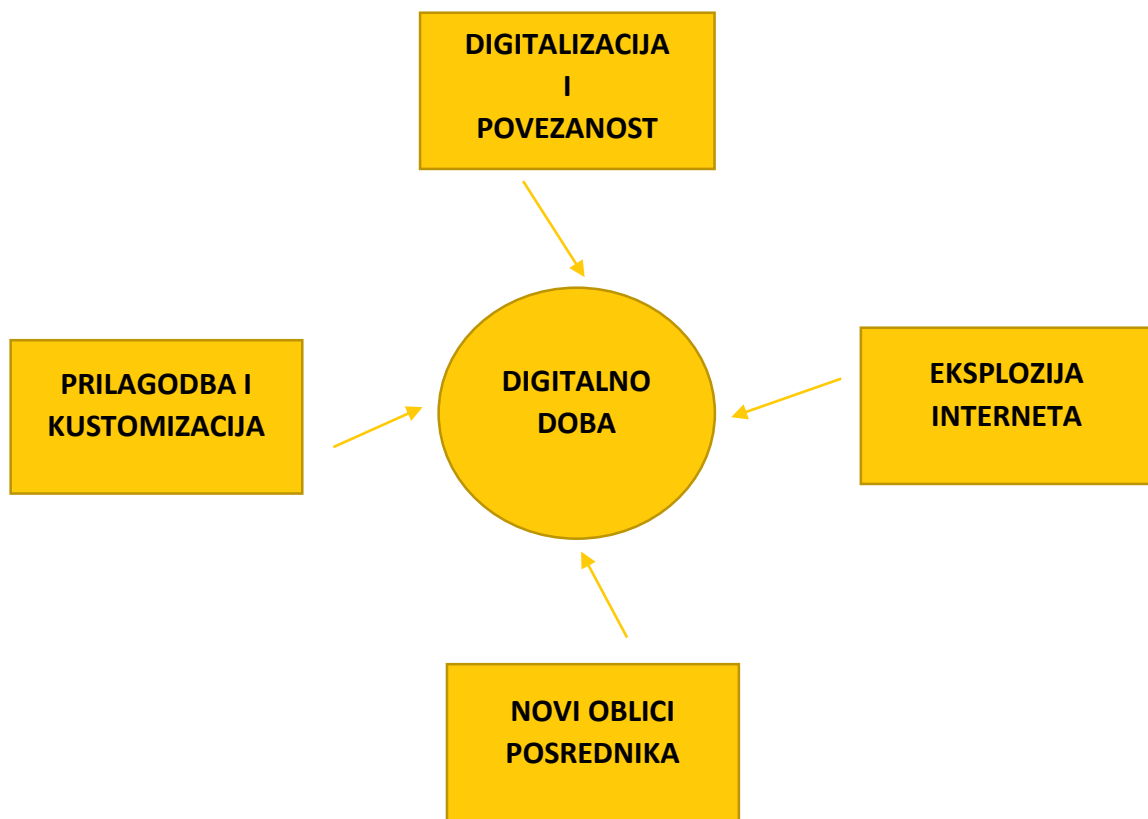 DIGITALIZACIJA
I
POVEZANOST
PRILAGODBA I
KUSTOMIZACIJA
DIGITALNO
DOBA
EKSPLOZIJA
INTERNETA
NOVI OBLICI
POSREDNIKA